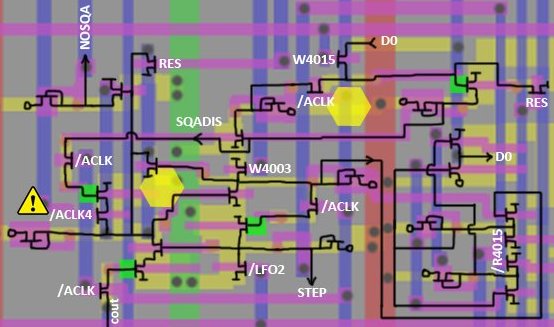 NOSQA
RES
W4015
D0
/ACLK
RES
SQADIS
/ACLK
W4003
D0
!
/ACLK4
/ACLK
/R4015
/LFO2
/ACLK
STEP
cout